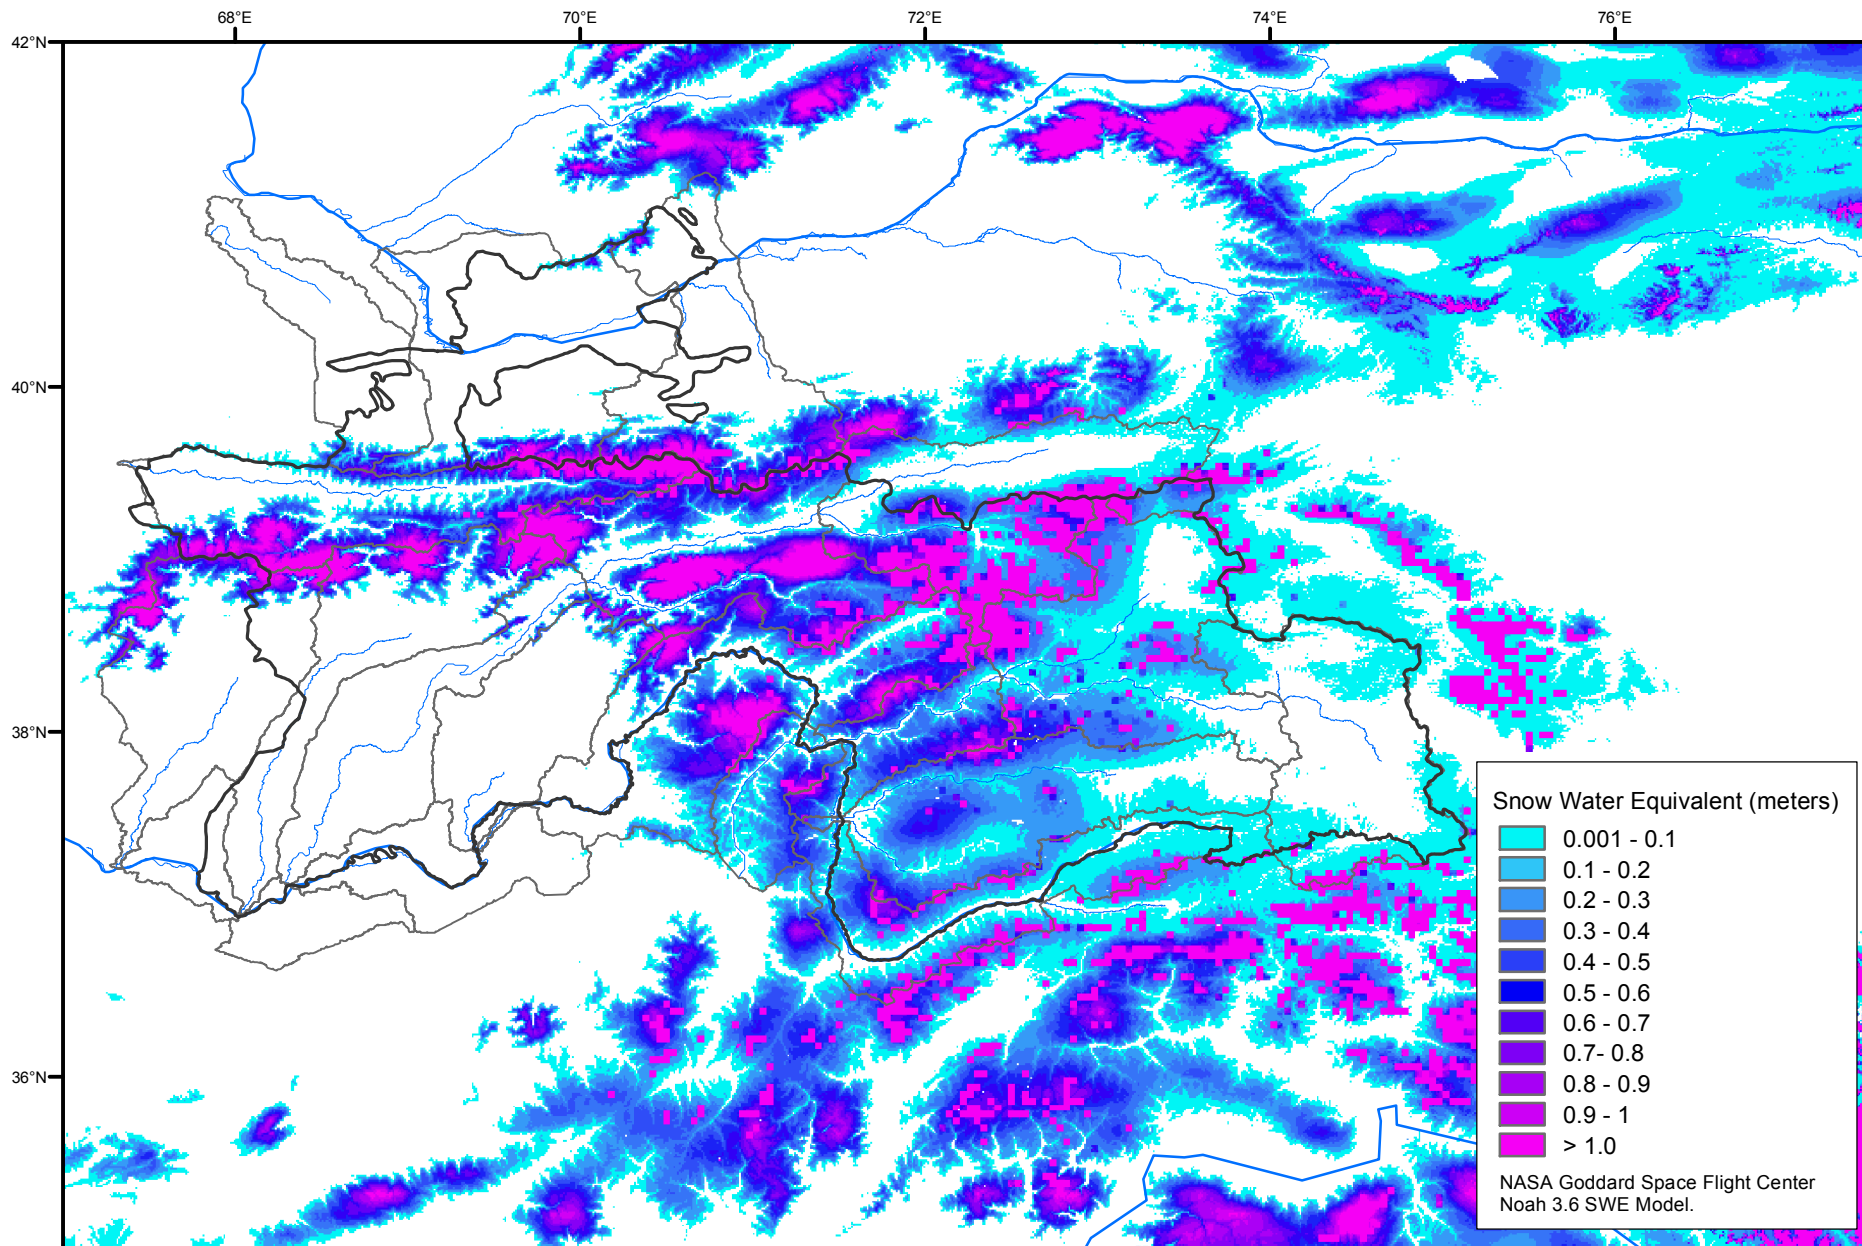 68°E 70°E 72°E 74°E 76°E
42°N
40°N
38°N
36°N
Snow Water Equivalent (meters)
0.001 - 0.1
0.1 - 0.2
0.2 - 0.3
0.3 - 0.4
0.4 - 0.5
0.5 - 0.6
0.6 - 0.7
0.7- 0.8
0.8 - 0.9
0.9 - 1
> 1.0
NASA Goddard Space Flight Center
Noah 3.6 SWE Model.